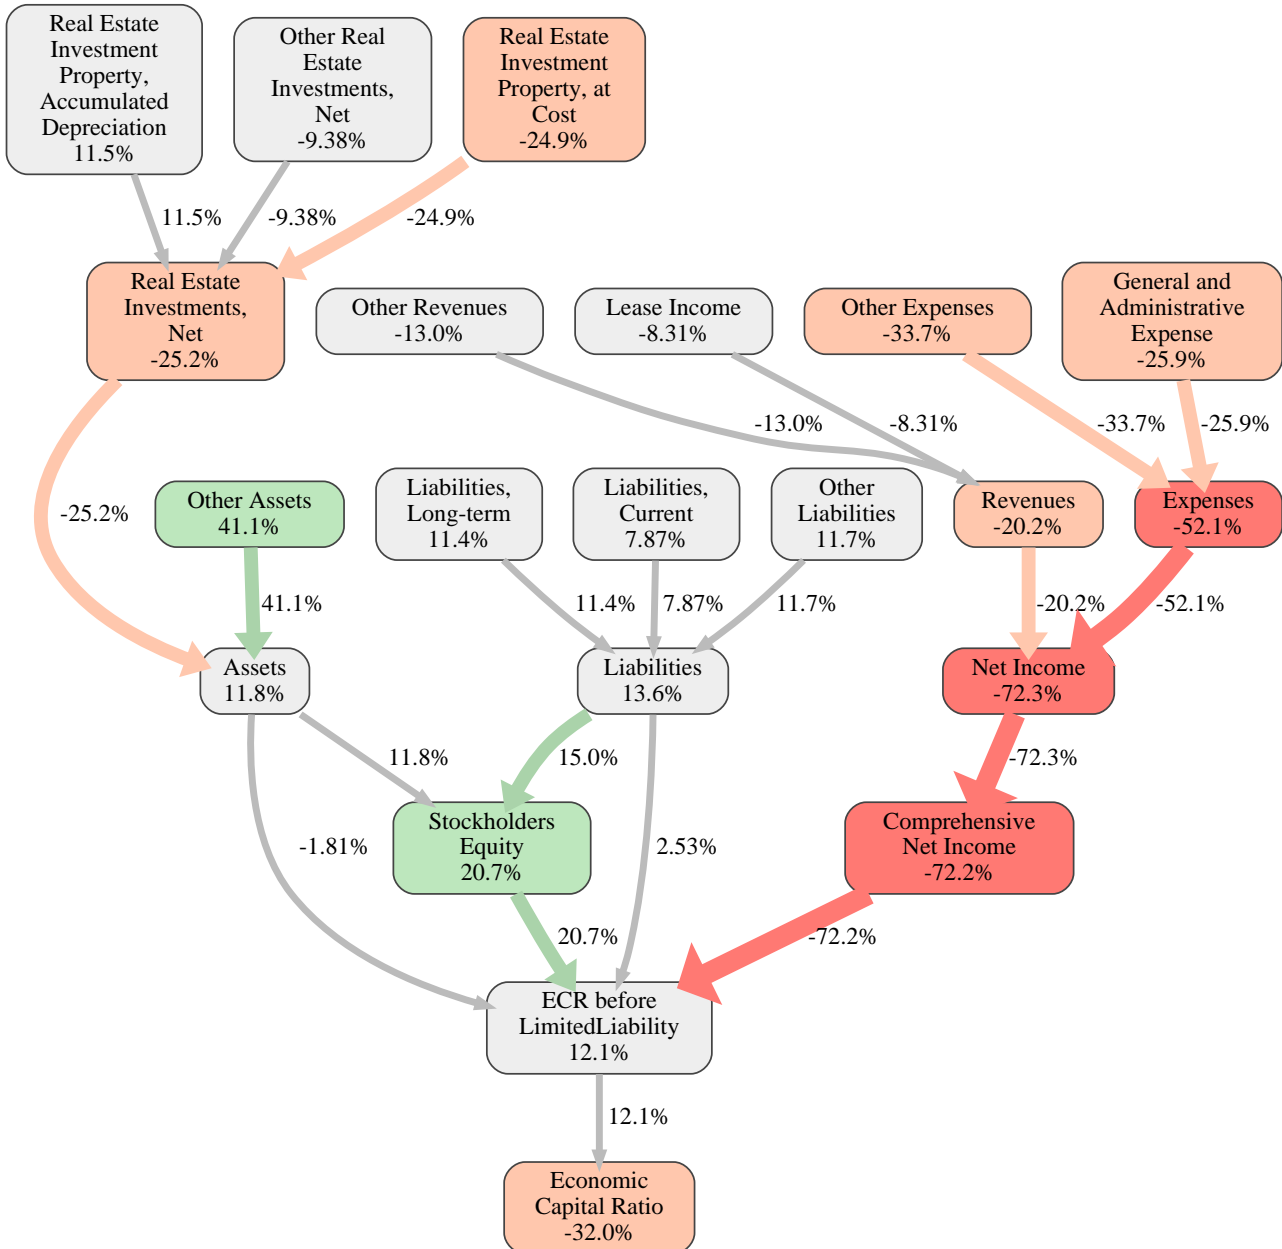 Real Estate
Investment
Property,
Accumulated
Depreciation
11.5%
Other Real
Estate
Investments,
Net
-9.38%
Real Estate
Investment
Property, at
Cost
-24.9%
11.5%
-9.38%
-24.9%
Real Estate
Investments,
Net
-25.2%
Other Revenues
-13.0%
Lease Income
-8.31%
Other Expenses
-33.7%
General and
Administrative
Expense
-25.9%
-13.0%
-8.31%
-33.7%
-25.9%
-25.2%
Other Assets
41.1%
Liabilities,
Long-term
11.4%
Liabilities,
Current
7.87%
Other
Liabilities
11.7%
Revenues
-20.2%
Expenses
-52.1%
41.1%
11.4%
7.87%
11.7%
-20.2%
-52.1%
Assets
11.8%
Liabilities
13.6%
Net Income
-72.3%
11.8%
15.0%
-72.3%
Stockholders
Equity
20.7%
Comprehensive
Net Income
-72.2%
-1.81%
2.53%
20.7%
-72.2%
ECR before
LimitedLiability
12.1%
12.1%
Economic
Capital Ratio
-32.0%